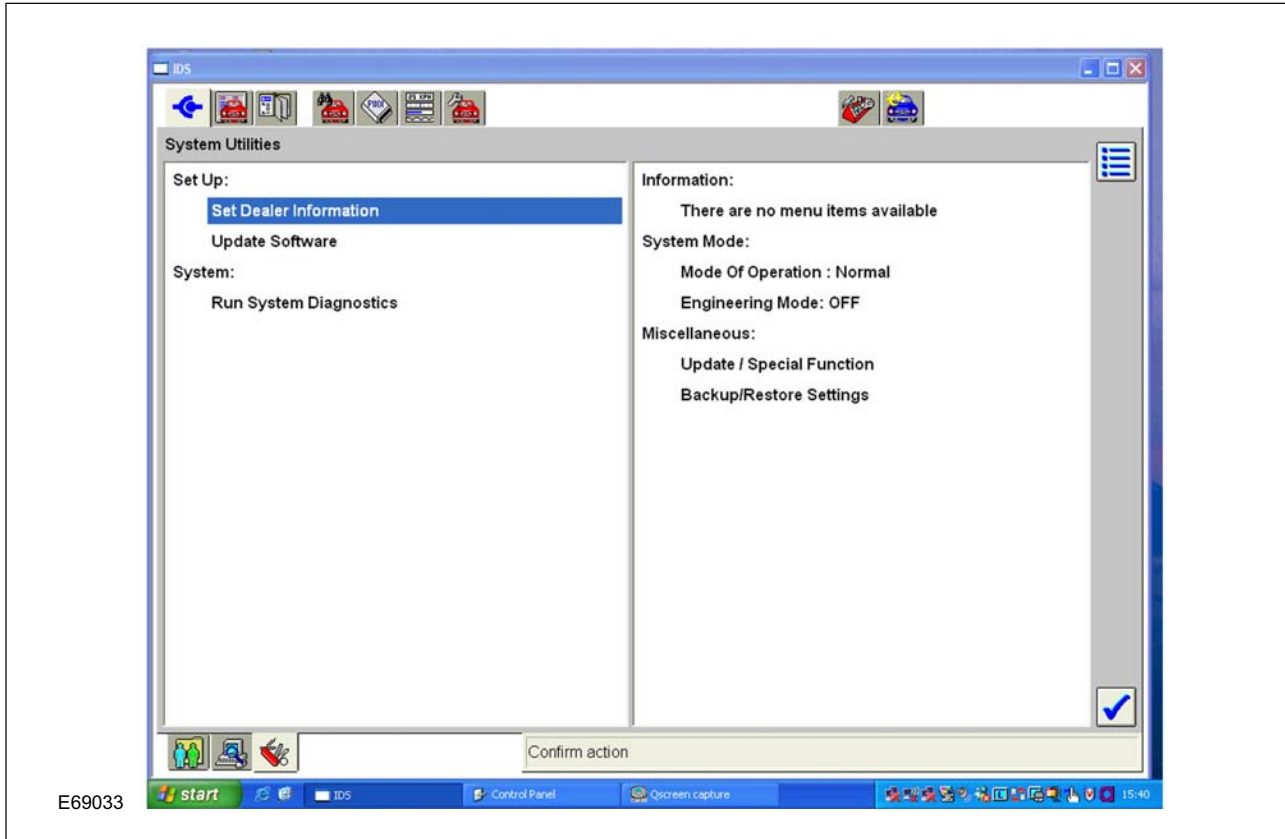 IDS
System Utilities
Set Up:
Set Dealer Information
Update Software
System:
Run System Diagnostics
Information:
There are no menu items available
System Mode:
Mode Of Operation : Normal
Engineering Mode: OFF
Miscellaneous:
Update / Special Function
Backup/Restore Settings
Confirm action
start
IDS
Control Panel
Qscreen capture
15:40
E69033